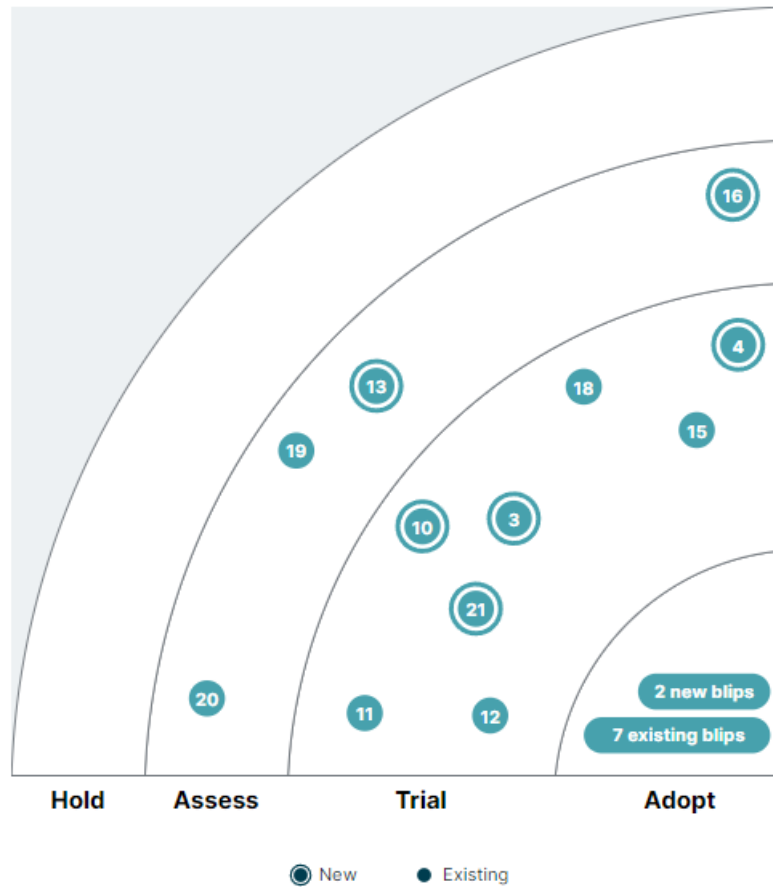 16
4
13
18
15
19
10
3
21
2 new blips
20
11
12
7 existing blips
Hold
Assess
Trial
Adopt
New
Existing